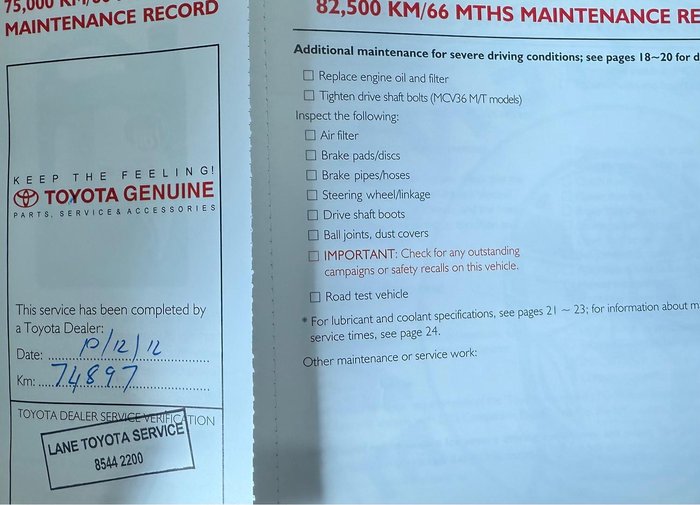 75,000 KM/60
MAINTENANCE RECORD
KEEP THE FEELING!
TOYOTA GENUINE
PARTS, SERVICE & ACCESSORIES
This service has been completed by
a Toyota Dealer:
Date: 10/12/12
Km: 74897
TOYOTA DEALER SERVICE VERIFICATION
LANE TOYOTA SERVICE
8544 2200
82,500 KM/66 MTHS MAINTENANCE RE
Additional maintenance for severe driving conditions; see pages 18~20 for d
Replace engine oil and filter
Tighten drive shaft bolts (MCV36 M/T models)
Inspect the following:
Air filter
Brake pads/discs
Brake pipes/hoses
Steering wheel/linkage
Drive shaft boots
Ball joints, dust covers
IMPORTANT: Check for any outstanding
campaigns or safety recalls on this vehicle.
Road test vehicle
* For lubricant and coolant specifications, see pages 21 ~ 23; for information about m
service times, see page 24.
Other maintenance or service work: